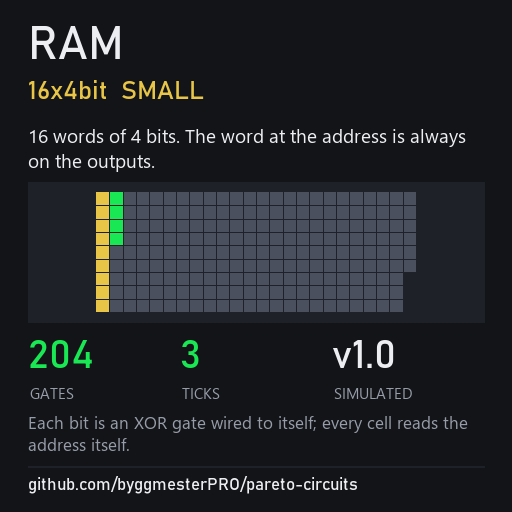 RAM
16x4bit SMALL
16 words of 4 bits. The word at the address is always
on the outputs.
204 3 v1.0
GATES TICKS SIMULATED
Each bit is an XOR gate wired to itself; every cell reads the
address itself.
github.com/byggmesterPRO/pareto-circuits